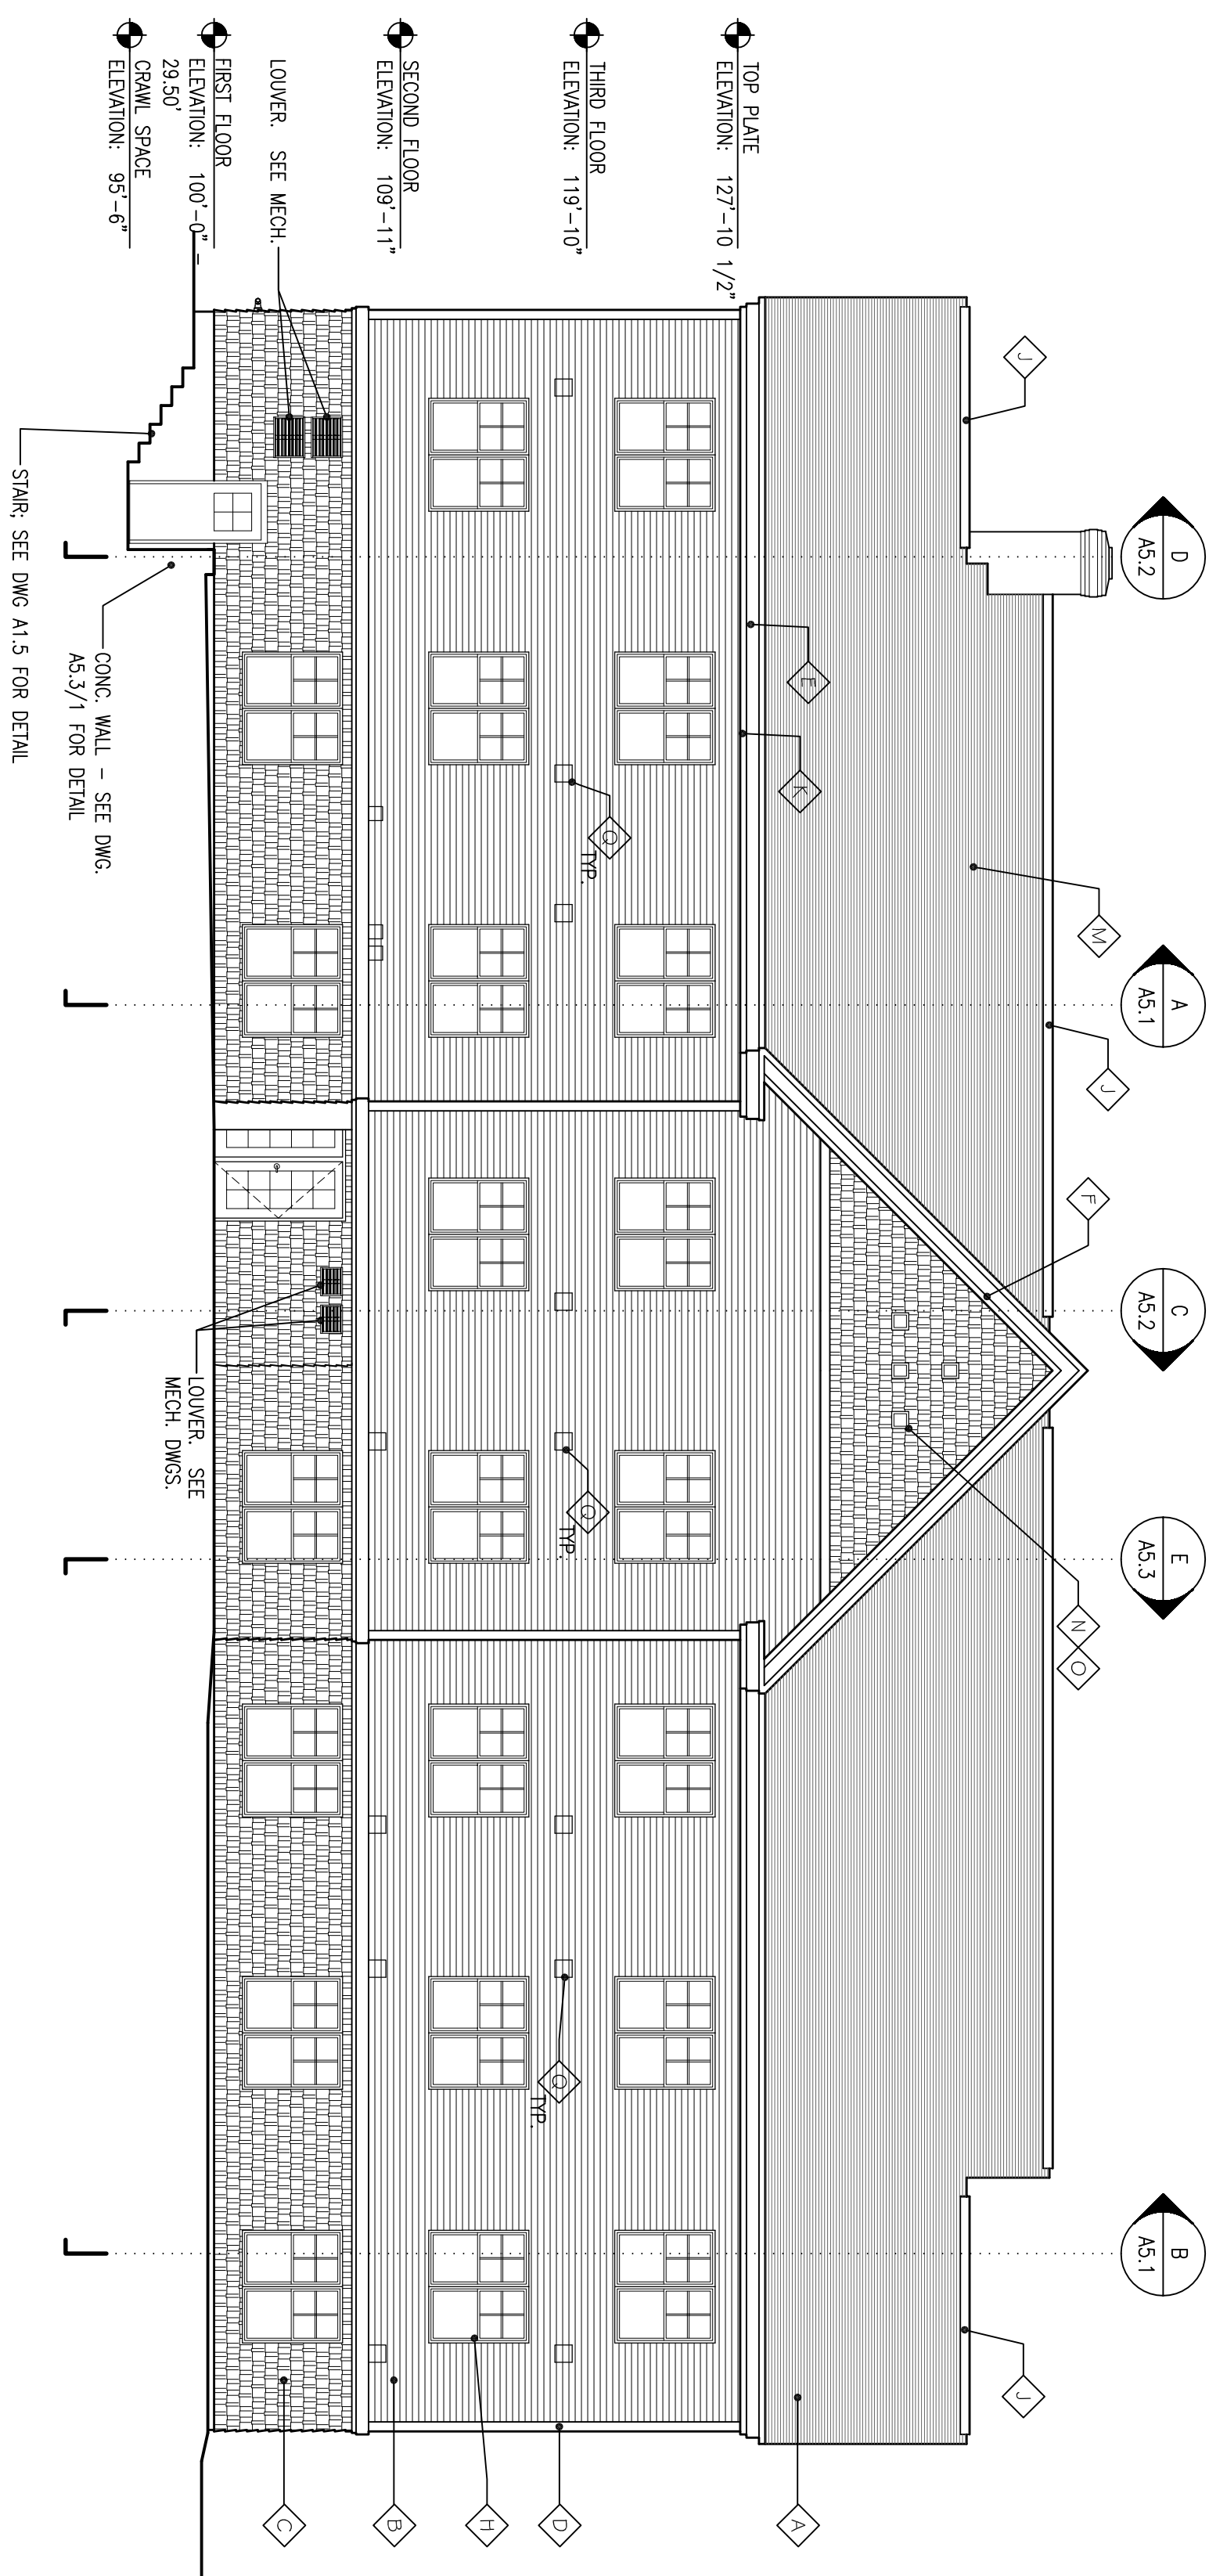 D
A5.2
A
A5.1
C
A5.2
E
A5.3
B
A5.1
J
M
J
F
N
O
J
E
K
TOP PLATE
ELEVATION: 127'-10 1/2"
A
THIRD FLOOR
ELEVATION: 119'-10"
Q
TYP.
Q
TYP.
Q
TYP.
D
SECOND FLOOR
ELEVATION: 109'-11"
H
B
LOUVER. SEE MECH.
C
FIRST FLOOR
ELEVATION: 100'-0" -
29.50'
LOUVER. SEE
MECH. DWGS.
CRAWL SPACE
ELEVATION: 95'-6"
CONC. WALL - SEE DWG.
A5.3/1 FOR DETAIL
STAIR; SEE DWG A1.5 FOR DETAIL